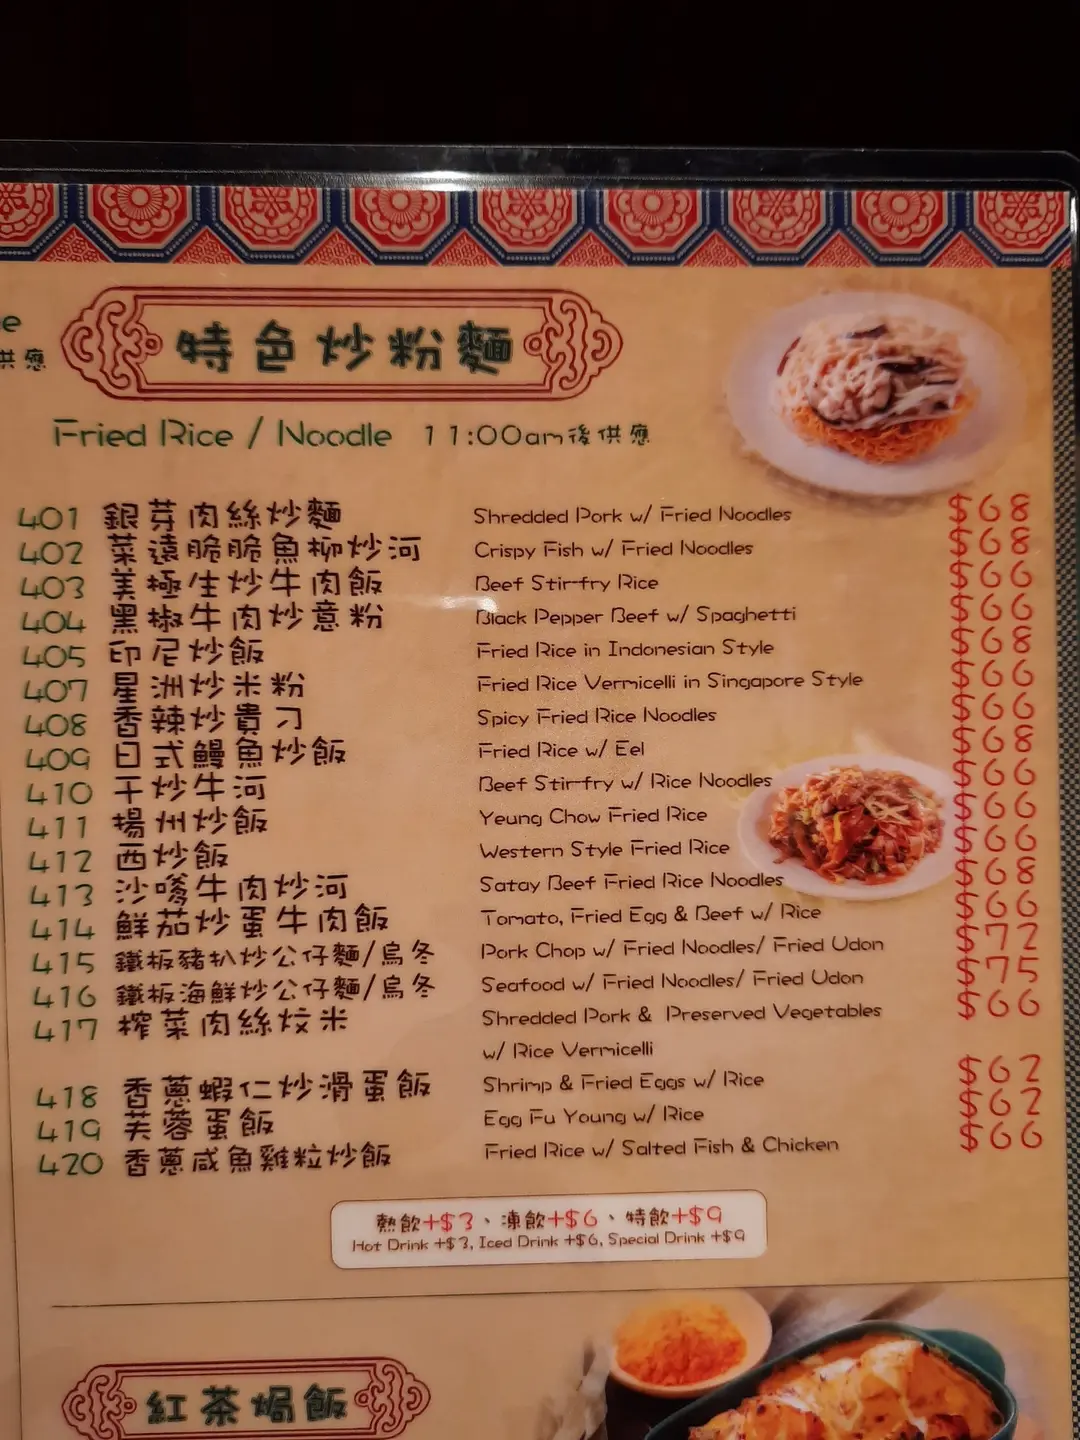 e
供應
特色炒粉麵
Fried Rice / Noodle 11:00am後供應
401 銀芽肉絲炒麵 Shredded Pork w/ Fried Noodles $68
402 菜遠脆脆魚柳炒河 Crispy Fish w/ Fried Noodles $68
403 美極生炒牛肉飯 Beef Stir-fry Rice $66
404 黑椒牛肉炒意粉 Black Pepper Beef w/ Spaghetti $66
405 印尼炒飯 Fried Rice in Indonesian Style $68
407 星洲炒米粉 Fried Rice Vermicelli in Singapore Style $66
408 香辣炒貴刁 Spicy Fried Rice Noodles $66
409 日式鰻魚炒飯 Fried Rice w/ Eel $68
410 干炒牛河 Beef Stir-fry w/ Rice Noodles $66
411 揚州炒飯 Yeung Chow Fried Rice $66
412 西炒飯 Western Style Fried Rice $66
413 沙嗲牛肉炒河 Satay Beef Fried Rice Noodles $68
414 鮮茄炒蛋牛肉飯 Tomato, Fried Egg & Beef w/ Rice $66
415 鐵板豬扒炒公仔麵/烏冬 Pork Chop w/ Fried Noodles/ Fried Udon $72
416 鐵板海鮮炒公仔麵/烏冬 Seafood w/ Fried Noodles/ Fried Udon $75
417 榨菜肉絲炆米 Shredded Pork & Preserved Vegetables $66
w/ Rice Vermicelli
418 香蔥蝦仁炒滑蛋飯 Shrimp & Fried Eggs w/ Rice $62
419 芙蓉蛋飯 Egg Fu Young w/ Rice $62
420 香蔥咸魚雞粒炒飯 Fried Rice w/ Salted Fish & Chicken $66
熱飲+$3、凍飲+$6、特飲+$9
Hot Drink +$3, Iced Drink +$6, Special Drink +$9
紅茶焗飯